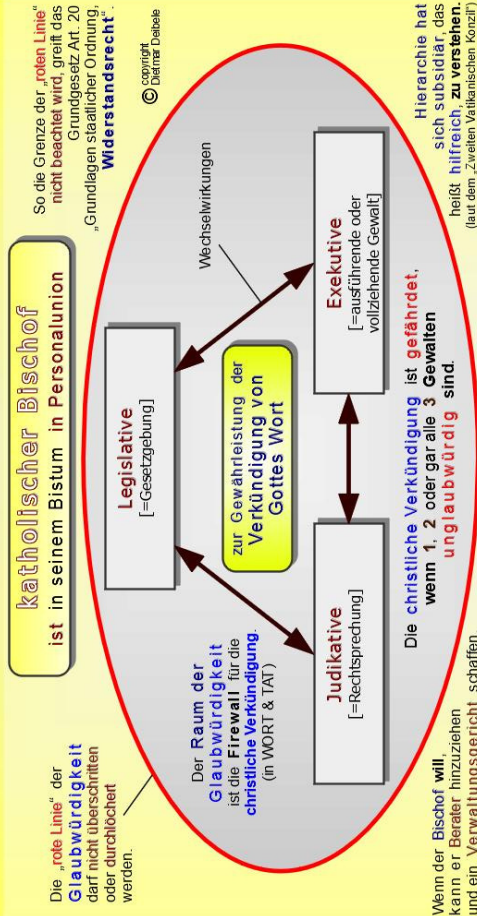 katholischer Bischof
ist in seinem Bistum in Personalunion
Die „rote Linie“ der
Glaubwürdigkeit
darf nicht überschritten
oder durchlöchert
werden.
So die Grenze der „roten Linie“
nicht beachtet wird, greift das
Grundgesetz Art. 20
„Grundlagen staatlicher Ordnung,
Widerstandsrecht“.
© copyright
Dietmar Deibele
Legislative
[=Gesetzgebung]
Wechselwirkungen
Der Raum der
Glaubwürdigkeit
ist die Firewall für die
christliche Verkündigung.
(in WORT & TAT)
zur Gewährleistung der
Verkündigung von
Gottes Wort
Judikative
[=Rechtsprechung]
Exekutive
[=ausführende oder
vollziehende Gewalt]
Die christliche Verkündigung ist gefährdet,
wenn 1, 2 oder gar alle 3 Gewalten
unglaubwürdig sind.
Wenn der Bischof will,
kann er Berater hinzuziehen
und ein Verwaltungsgericht schaffen.
Hierarchie hat
sich subsidiär, das
heißt hilfreich, zu verstehen.
(laut dem „Zweiten Vatikanischen Konzil“)